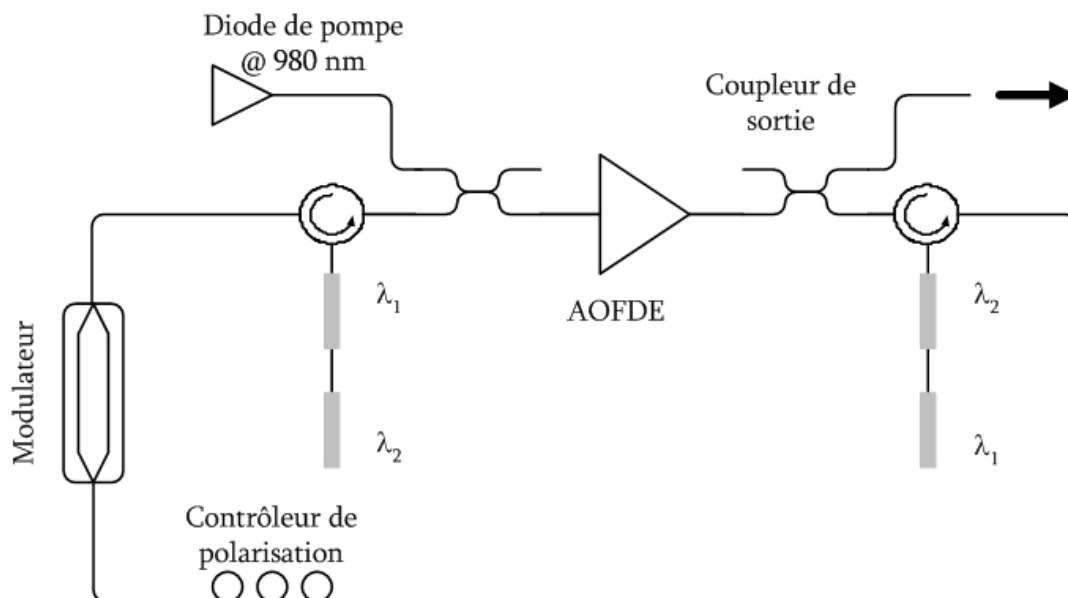 Diode de pompe
@ 980 nm
Coupleur de
sortie
λ1
AOFDE
λ2
Modulateur
λ2
λ1
Contrôleur de
polarisation